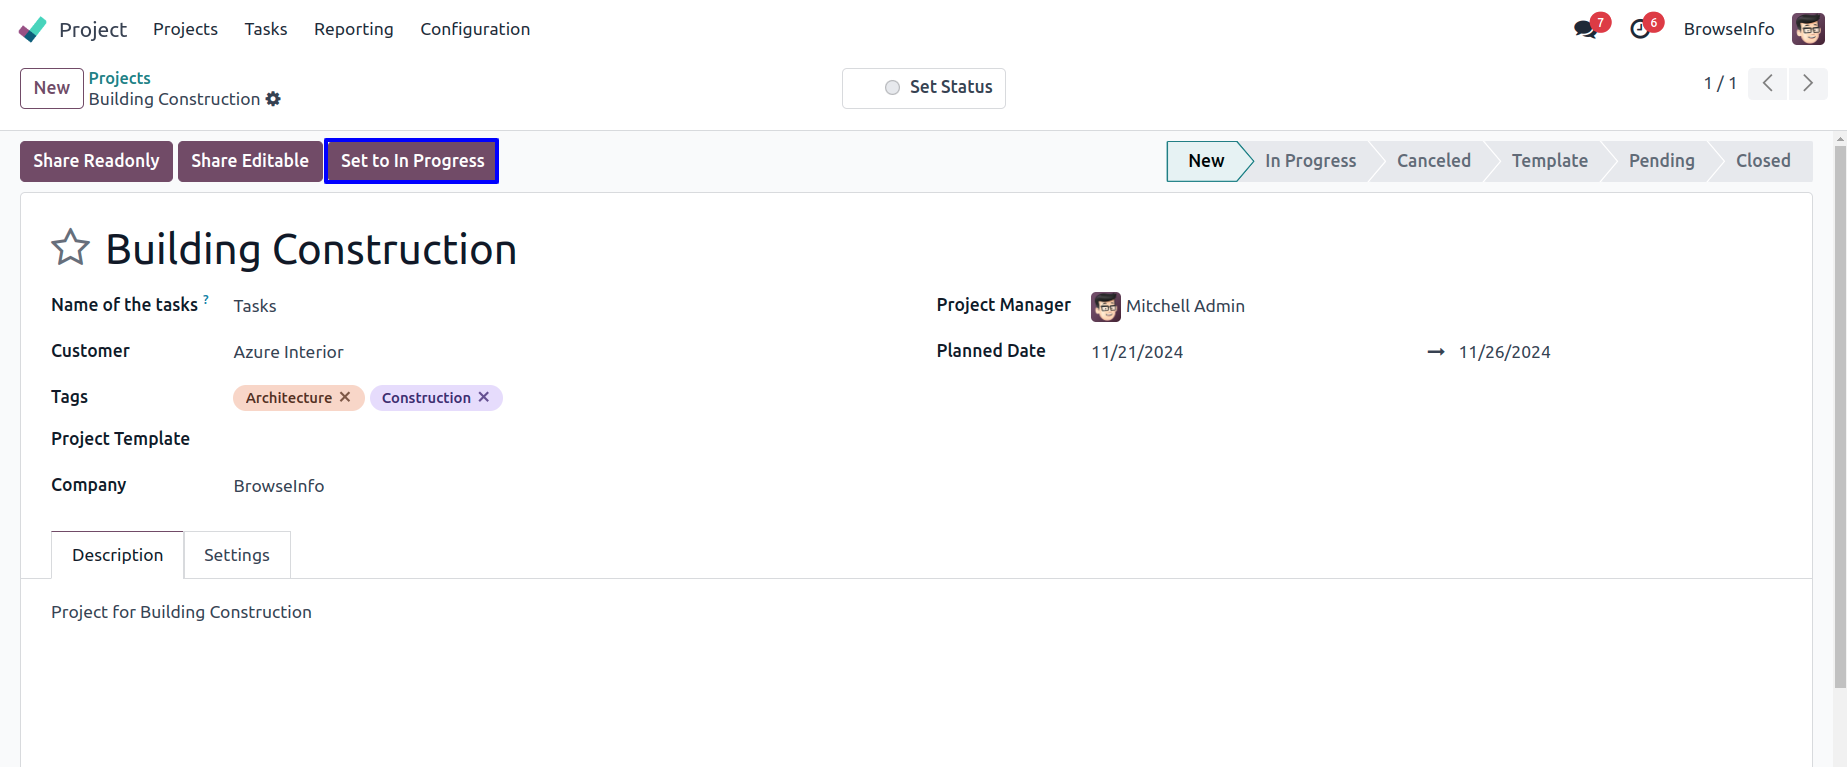 Project Projects Tasks Reporting Configuration 7 6 BrowseInfo
New Projects Set Status 1 / 1
Building Construction
Share Readonly Share Editable Set to In Progress New In Progress Canceled Template Pending Closed
Building Construction
Name of the tasks ? Tasks Project Manager Mitchell Admin
Customer Azure Interior Planned Date 11/21/2024 → 11/26/2024
Tags Architecture ✕ Construction ✕
Project Template
Company BrowseInfo
Description Settings
Project for Building Construction